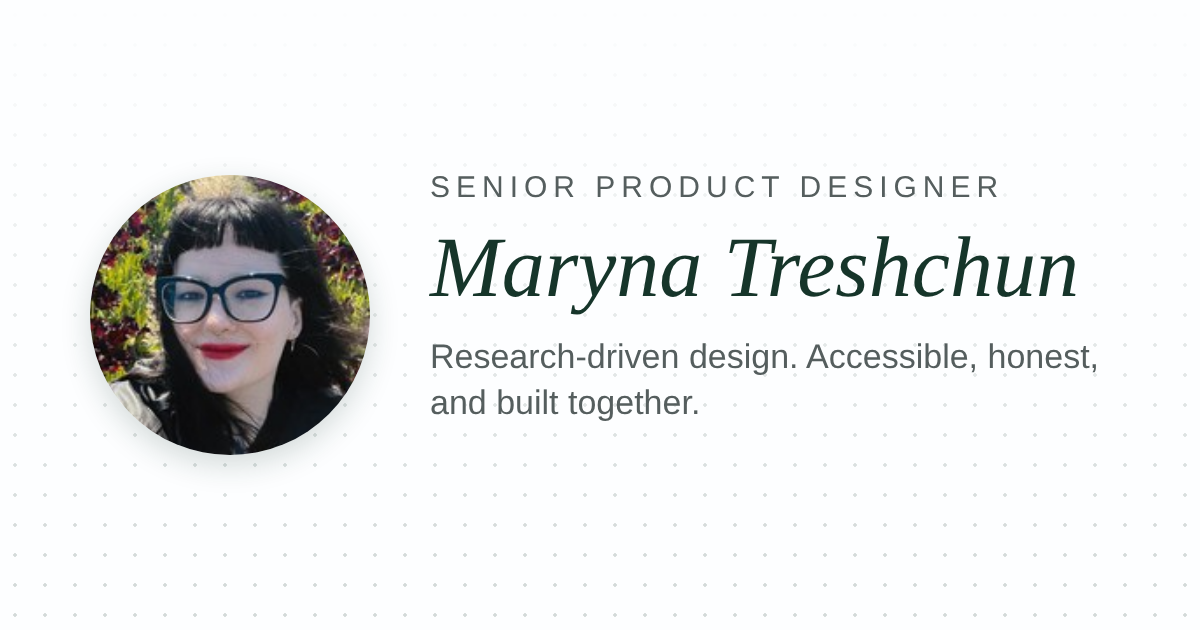 SENIOR PRODUCT DESIGNER
Maryna Treshchun
Research-driven design. Accessible, honest,
and built together.